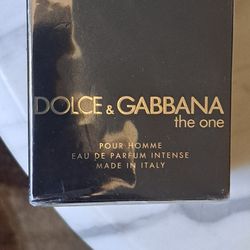 DOLCE & GABBANA
the one
POUR HOMME
EAU DE PARFUM INTENSE
MADE IN ITALY